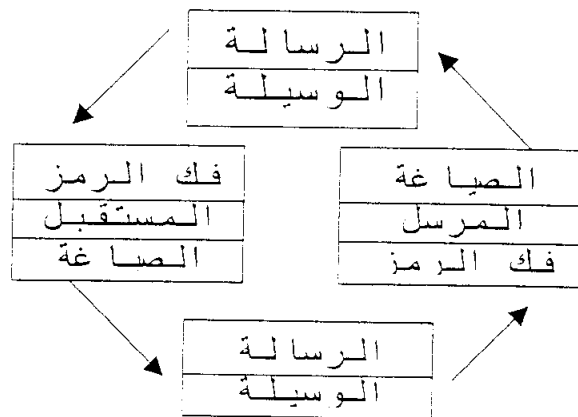 الرسالة
الوسيلة
الصياغة
المرسل
فك الرمز
فك الرمز
المستقبل
الصاغة
الرسالة
الوسيلة